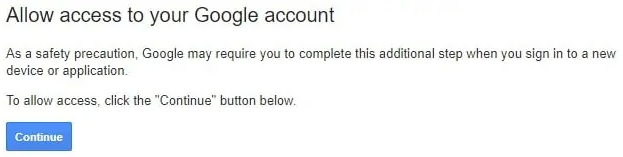 Allow access to your Google account
As a safety precaution, Google may require you to complete this additional step when you sign in to a new
device or application.
To allow access, click the "Continue" button below.
Continue